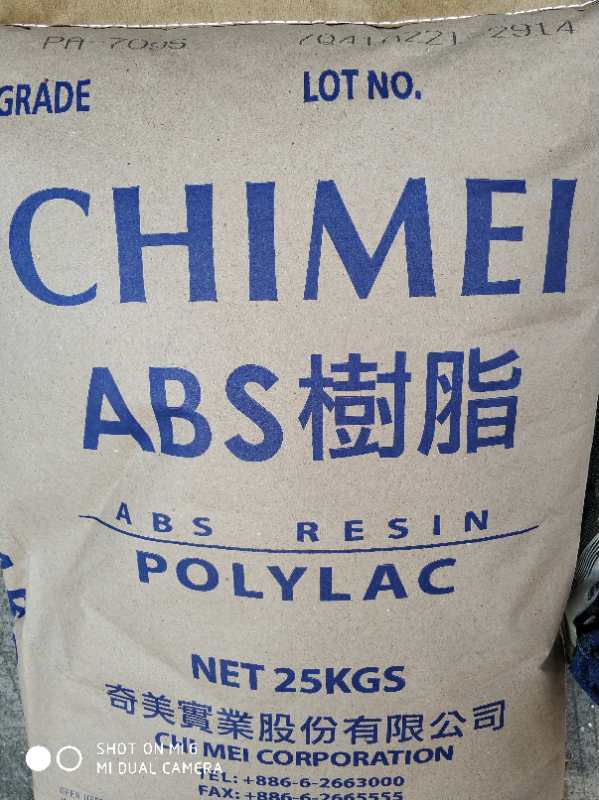 GRADE
LOT NO.
CHIMEI
ABS樹脂
ABS RESIN
POLYLAC
NET 25KGS
奇美實業股份有限公司
CHI MEI CORPORATION
TEL: +886-6-2663000
FAX: +886-6-2665555
SHOT ON MI 6
MI DUAL CAMERA